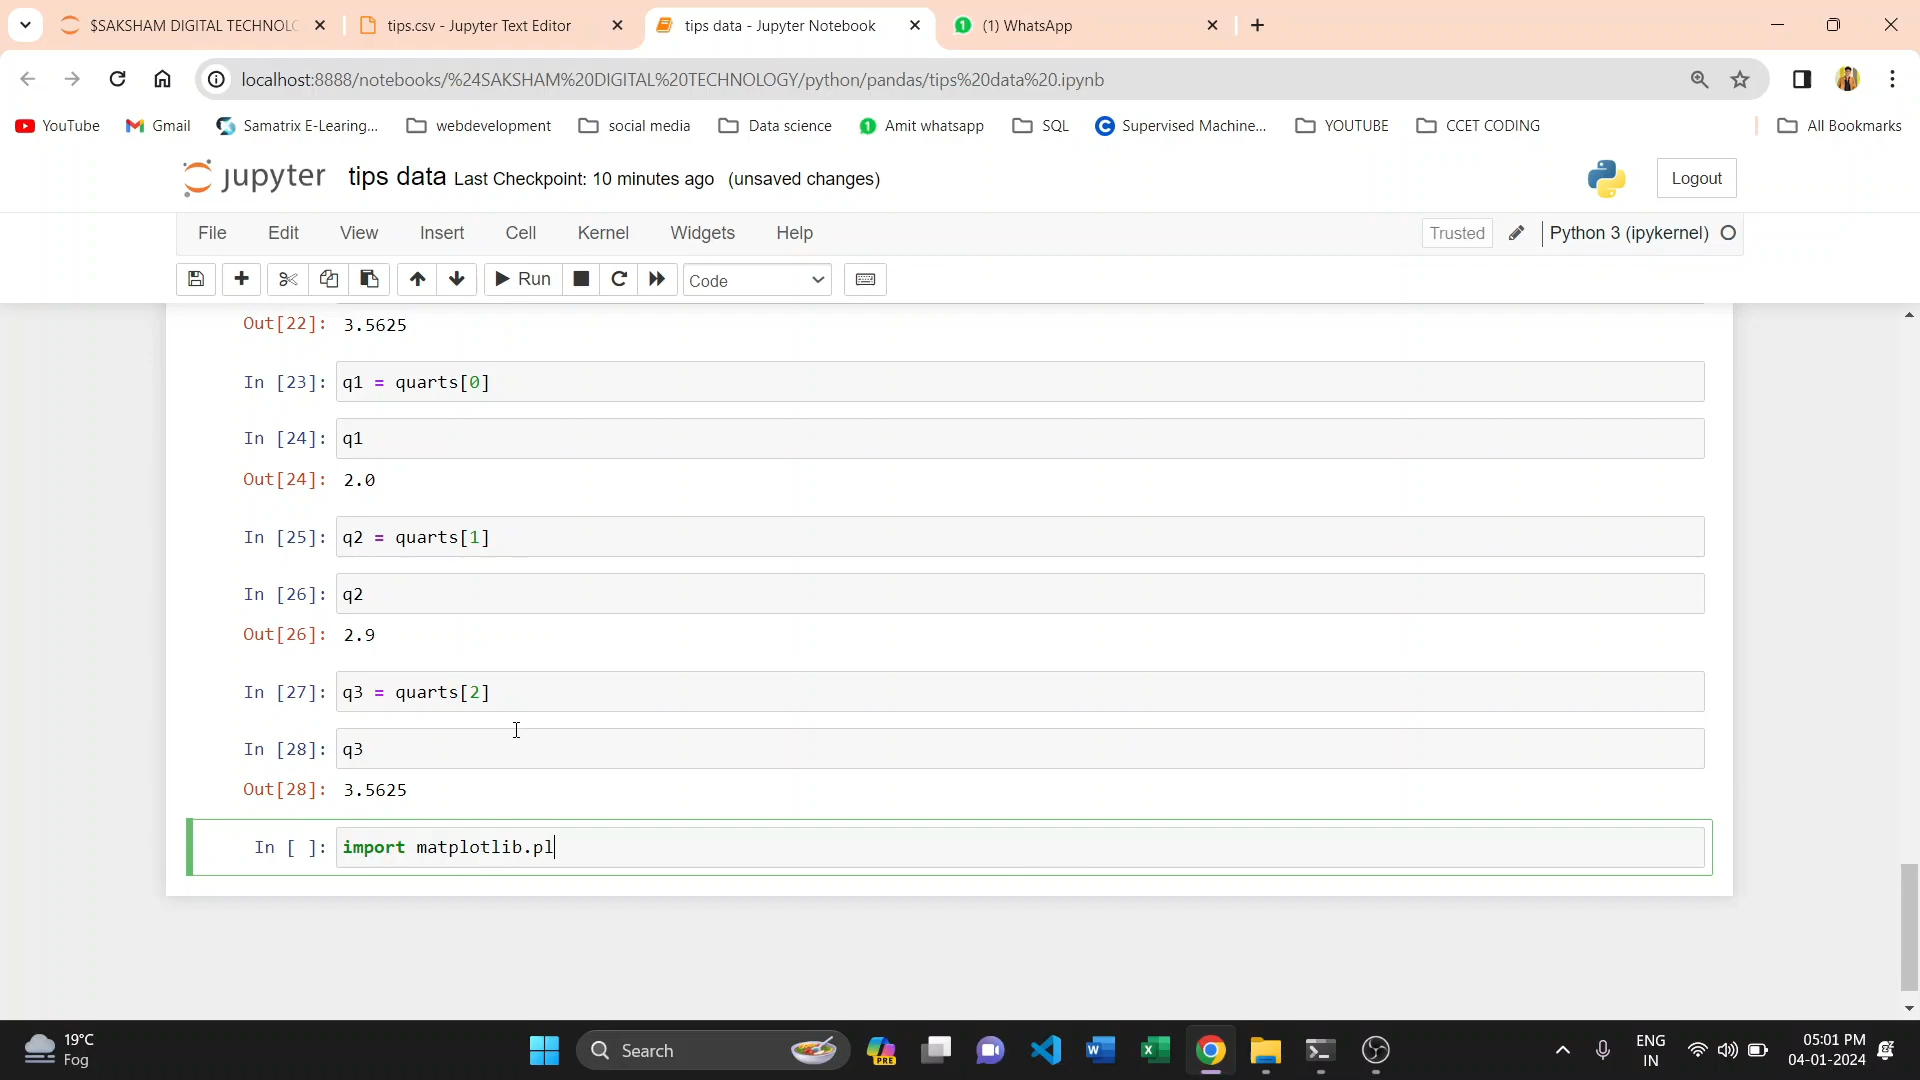 $SAKSHAM DIGITAL TECHNOLC
tips.csv - Jupyter Text Editor
tips data - Jupyter Notebook
(1) WhatsApp
localhost:8888/notebooks/%24SAKSHAM%20DIGITAL%20TECHNOLOGY/python/pandas/tips%20data%20.ipynb
YouTube Gmail Samatrix E-Learing... webdevelopment social media Data science Amit whatsapp SQL Supervised Machine... YOUTUBE CCET CODING All Bookmarks
jupyter tips data Last Checkpoint: 10 minutes ago (unsaved changes) Logout
File Edit View Insert Cell Kernel Widgets Help Trusted Python 3 (ipykernel)
Run Code
Out[22]: 3.5625
In [23]: q1 = quarts[0]
In [24]: q1
Out[24]: 2.0
In [25]: q2 = quarts[1]
In [26]: q2
Out[26]: 2.9
In [27]: q3 = quarts[2]
In [28]: q3
Out[28]: 3.5625
In [ ]: import matplotlib.pl
19°C
Fog
Search
PRE
ENG
IN
05:01 PM
04-01-2024